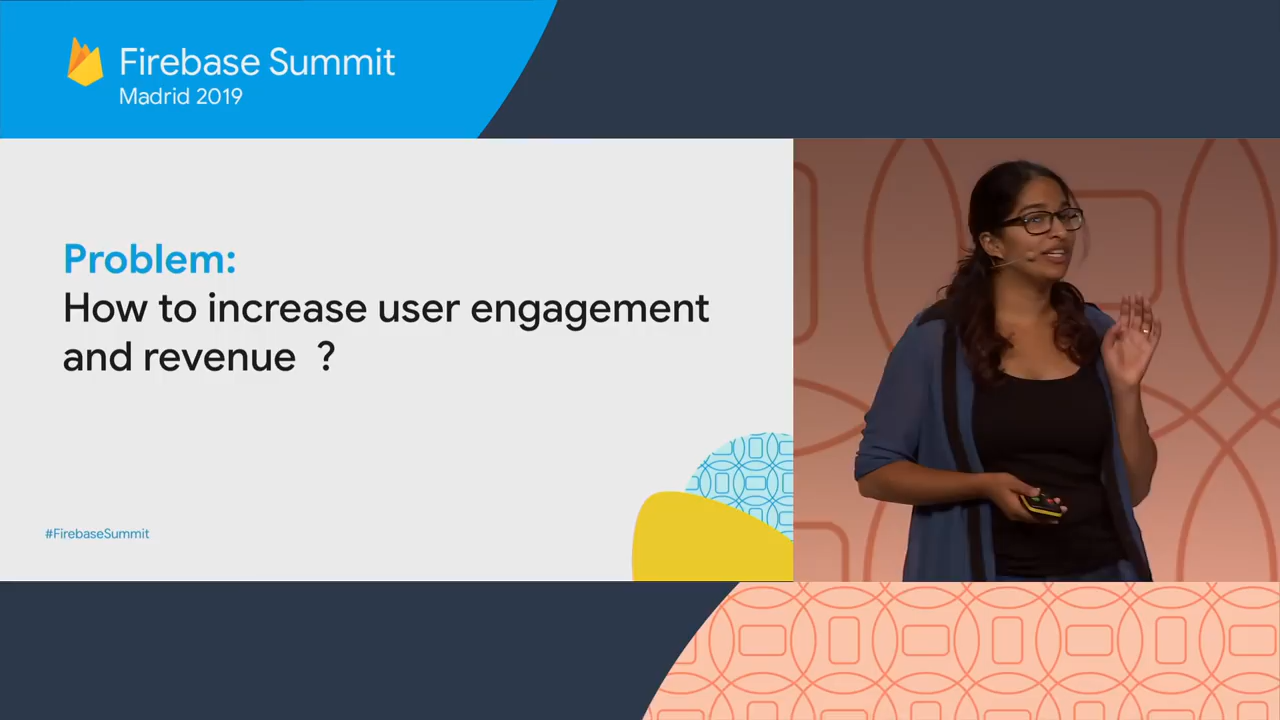 Firebase Summit
Madrid 2019
Problem:
How to increase user engagement
and revenue ?
#FirebaseSummit